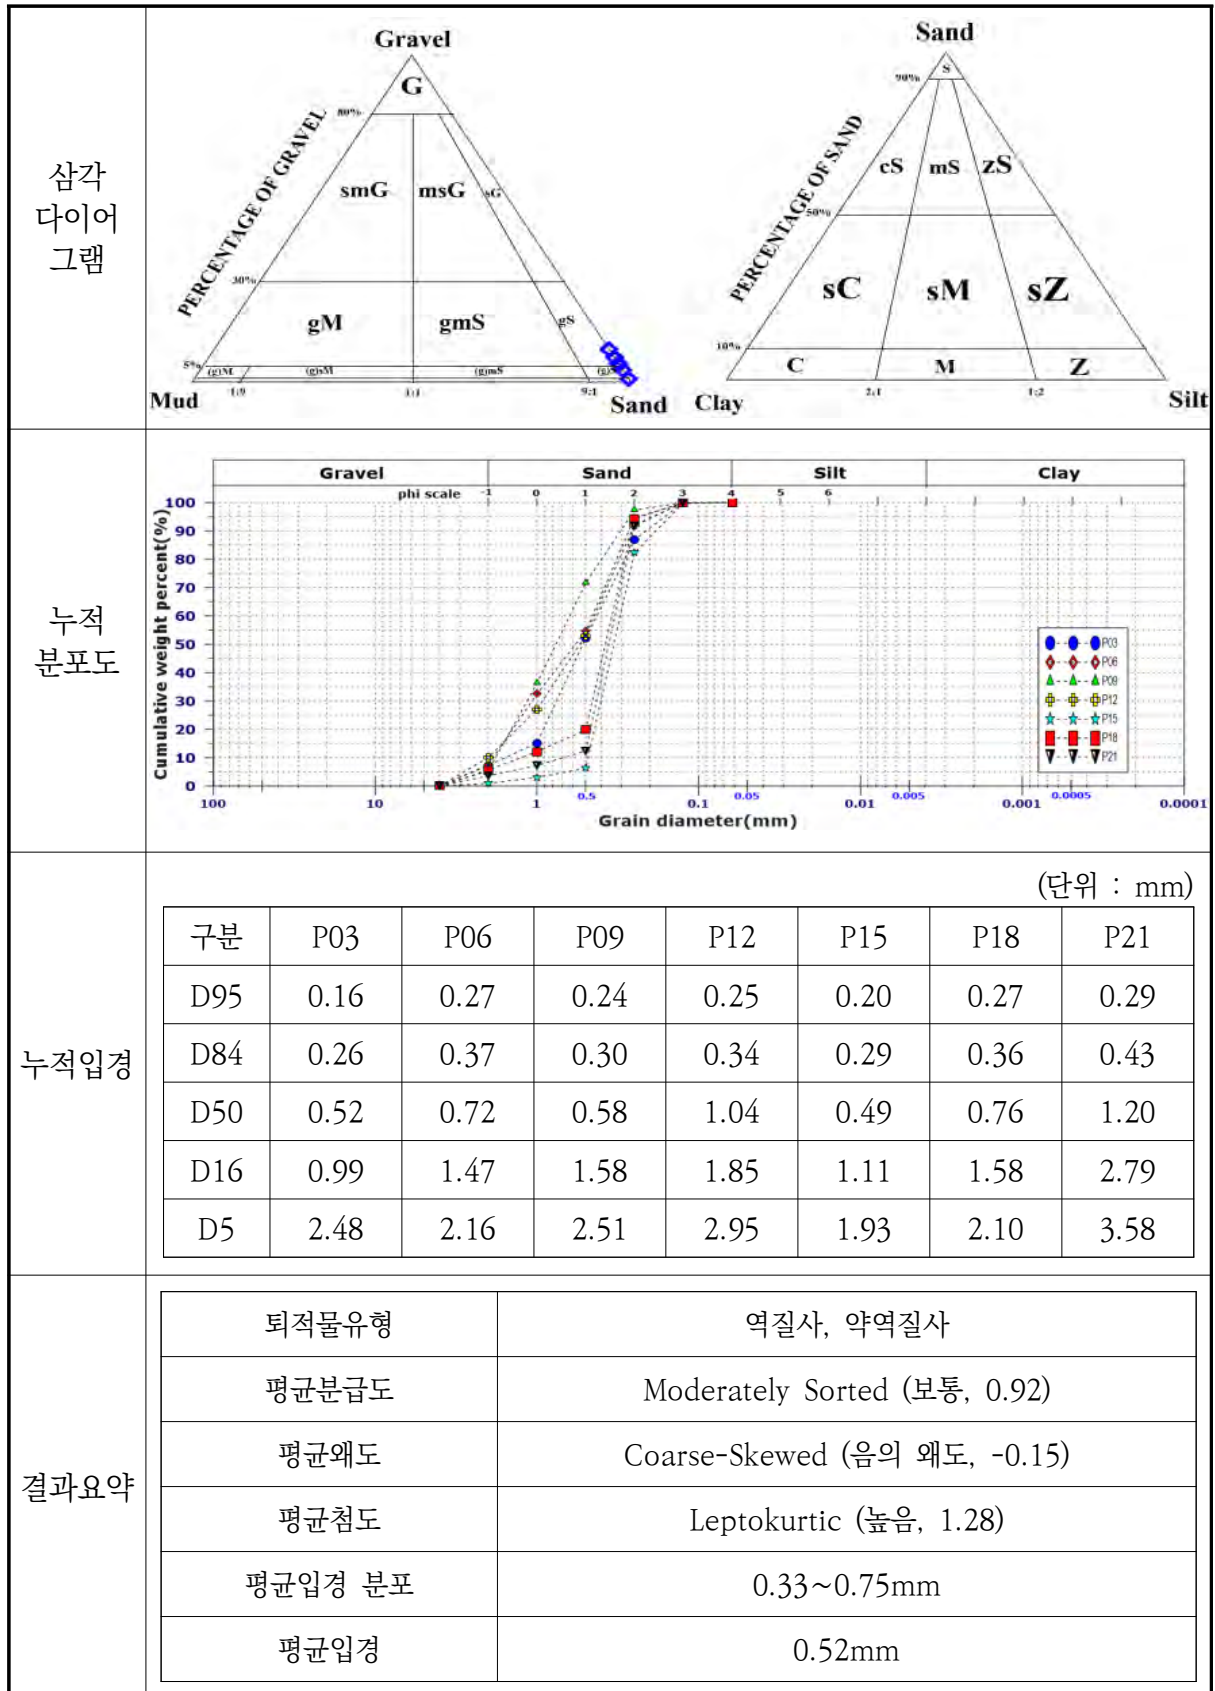 삼각
다이어
그램
Gravel
G
80%
PERCENTAGE OF GRAVEL
smG
msG
sG
30%
gM
gmS
gS
5%
(g)M
(g)sM
(g)mS
1:9
1:1
9:1
Mud
Sand
Sand
S
90%
PERCENTAGE OF SAND
cS
mS
zS
50%
sC
sM
sZ
10%
C
M
Z
2:1
1:2
Clay
Silt
누적
분포도
Gravel Sand Silt Clay
phi scale -1 0 1 2 3 4 5 6
Cumulative weight percent(%)
100
90
80
70
60
50
40
30
20
10
0
P03
P06
P09
P12
P15
P18
P21
100 10 1 0.5 0.1 0.05 0.01 0.005 0.001 0.0005 0.0001
Grain diameter(mm)
누적입경
(단위 : mm)
구분 P03 P06 P09 P12 P15 P18 P21
D95 0.16 0.27 0.24 0.25 0.20 0.27 0.29
D84 0.26 0.37 0.30 0.34 0.29 0.36 0.43
D50 0.52 0.72 0.58 1.04 0.49 0.76 1.20
D16 0.99 1.47 1.58 1.85 1.11 1.58 2.79
D5 2.48 2.16 2.51 2.95 1.93 2.10 3.58
결과요약
퇴적물유형 역질사, 약역질사
평균분급도 Moderately Sorted (보통, 0.92)
평균왜도 Coarse-Skewed (음의 왜도, -0.15)
평균첨도 Leptokurtic (높음, 1.28)
평균입경 분포 0.33~0.75mm
평균입경 0.52mm